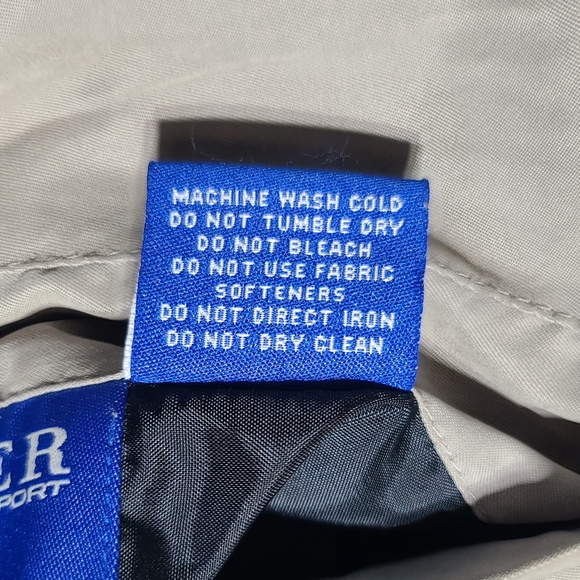 MACHINE WASH COLD
DO NOT TUMBLE DRY
DO NOT BLEACH
DO NOT USE FABRIC
SOFTENERS
DO NOT DIRECT IRON
DO NOT DRY CLEAN
ER
PORT